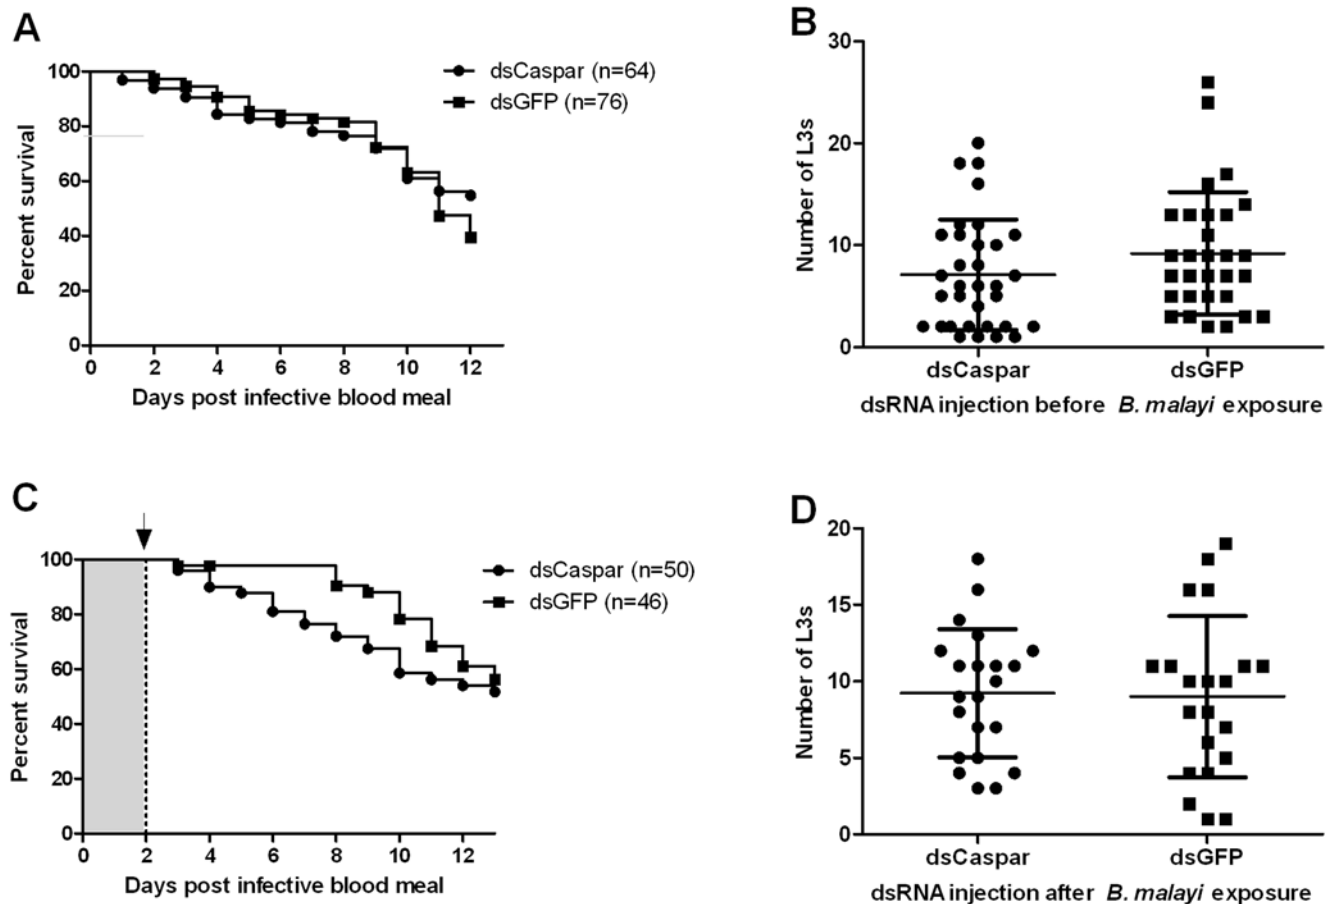 A
Percent survival
100
80
60
40
20
0
0 2 4 6 8 10 12
Days post infective blood meal
dsCaspar (n=64)
dsGFP (n=76)
B
Number of L3s
30
20
10
0
dsCaspar dsGFP
dsRNA injection before B. malayi exposure
C
Percent survival
100
80
60
40
20
0
0 2 4 6 8 10 12
Days post infective blood meal
dsCaspar (n=50)
dsGFP (n=46)
D
Number of L3s
20
15
10
5
0
dsCaspar dsGFP
dsRNA injection after B. malayi exposure